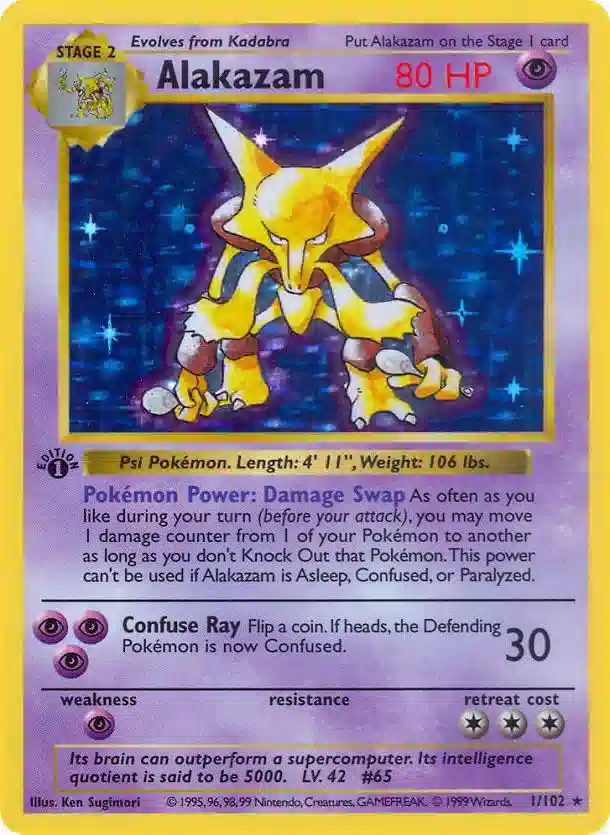 Evolves from Kadabra Put Alakazam on the Stage 1 card
STAGE 2
Alakazam 80 HP
EDITION
1
Psi Pokémon. Length: 4' 11", Weight: 106 lbs.
Pokémon Power: Damage Swap As often as you
like during your turn (before your attack), you may move
1 damage counter from 1 of your Pokémon to another
as long as you don't Knock Out that Pokémon. This power
can't be used if Alakazam is Asleep, Confused, or Paralyzed.
Confuse Ray Flip a coin. If heads, the Defending
Pokémon is now Confused.
30
weakness resistance retreat cost
Its brain can outperform a supercomputer. Its intelligence
quotient is said to be 5000. LV. 42 #65
Illus. Ken Sugimori © 1995, 96, 98, 99 Nintendo, Creatures, GAMEFREAK. © 1999 Wizards. 1/102 ★